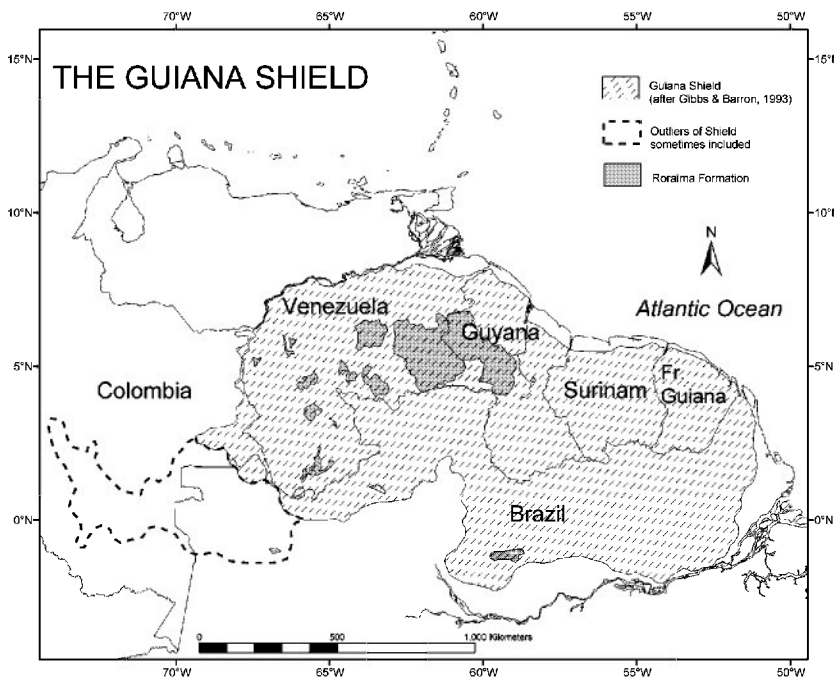 70°W 65°W 60°W 55°W 50°W
15°N 15°N
THE GUIANA SHIELD
Guiana Shield
(after Gibbs & Barron, 1993)
Outliers of Shield
sometimes included
Roraima Formation
10°N 10°N
N
Atlantic Ocean
Venezuela
Guyana
5°N 5°N
Colombia
Surinam
Fr
Guiana
Brazil
0°N 0°N
0 500 1,000 Kilometers
70°W 65°W 60°W 55°W 50°W